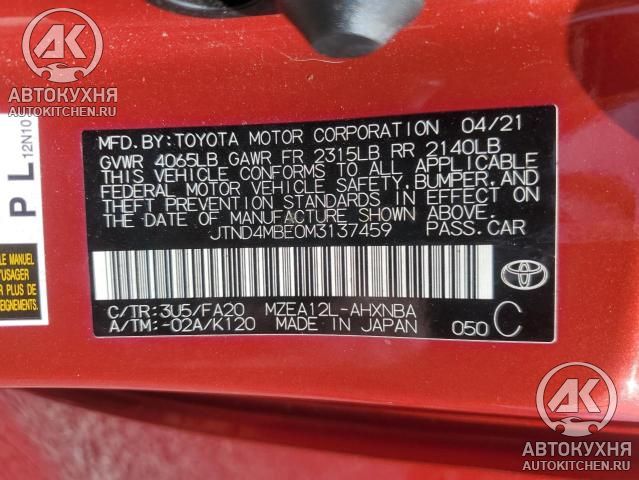 AK
АВТОКУХНЯ
AUTOKITCHEN.RU
P L
12N10
D'USAGER
MFD.BY:TOYOTA MOTOR CORPORATION 04/21
GVWR 4065LB GAWR FR 2315LB RR 2140LB
THIS VEHICLE CONFORMS TO ALL APPLICABLE
FEDERAL MOTOR VEHICLE SAFETY,BUMPER,AND
THEFT PREVENTION STANDARDS IN EFFECT ON
THE DATE OF MANUFACTURE SHOWN ABOVE.
JTND4MBE0M3137459 PASS.CAR
C/TR:3U5/FA20 MZEA12L-AHXNBA
A/TM:-02A/K120 MADE IN JAPAN 050 C
AK
АВТОКУХНЯ
AUTOKITCHEN.RU